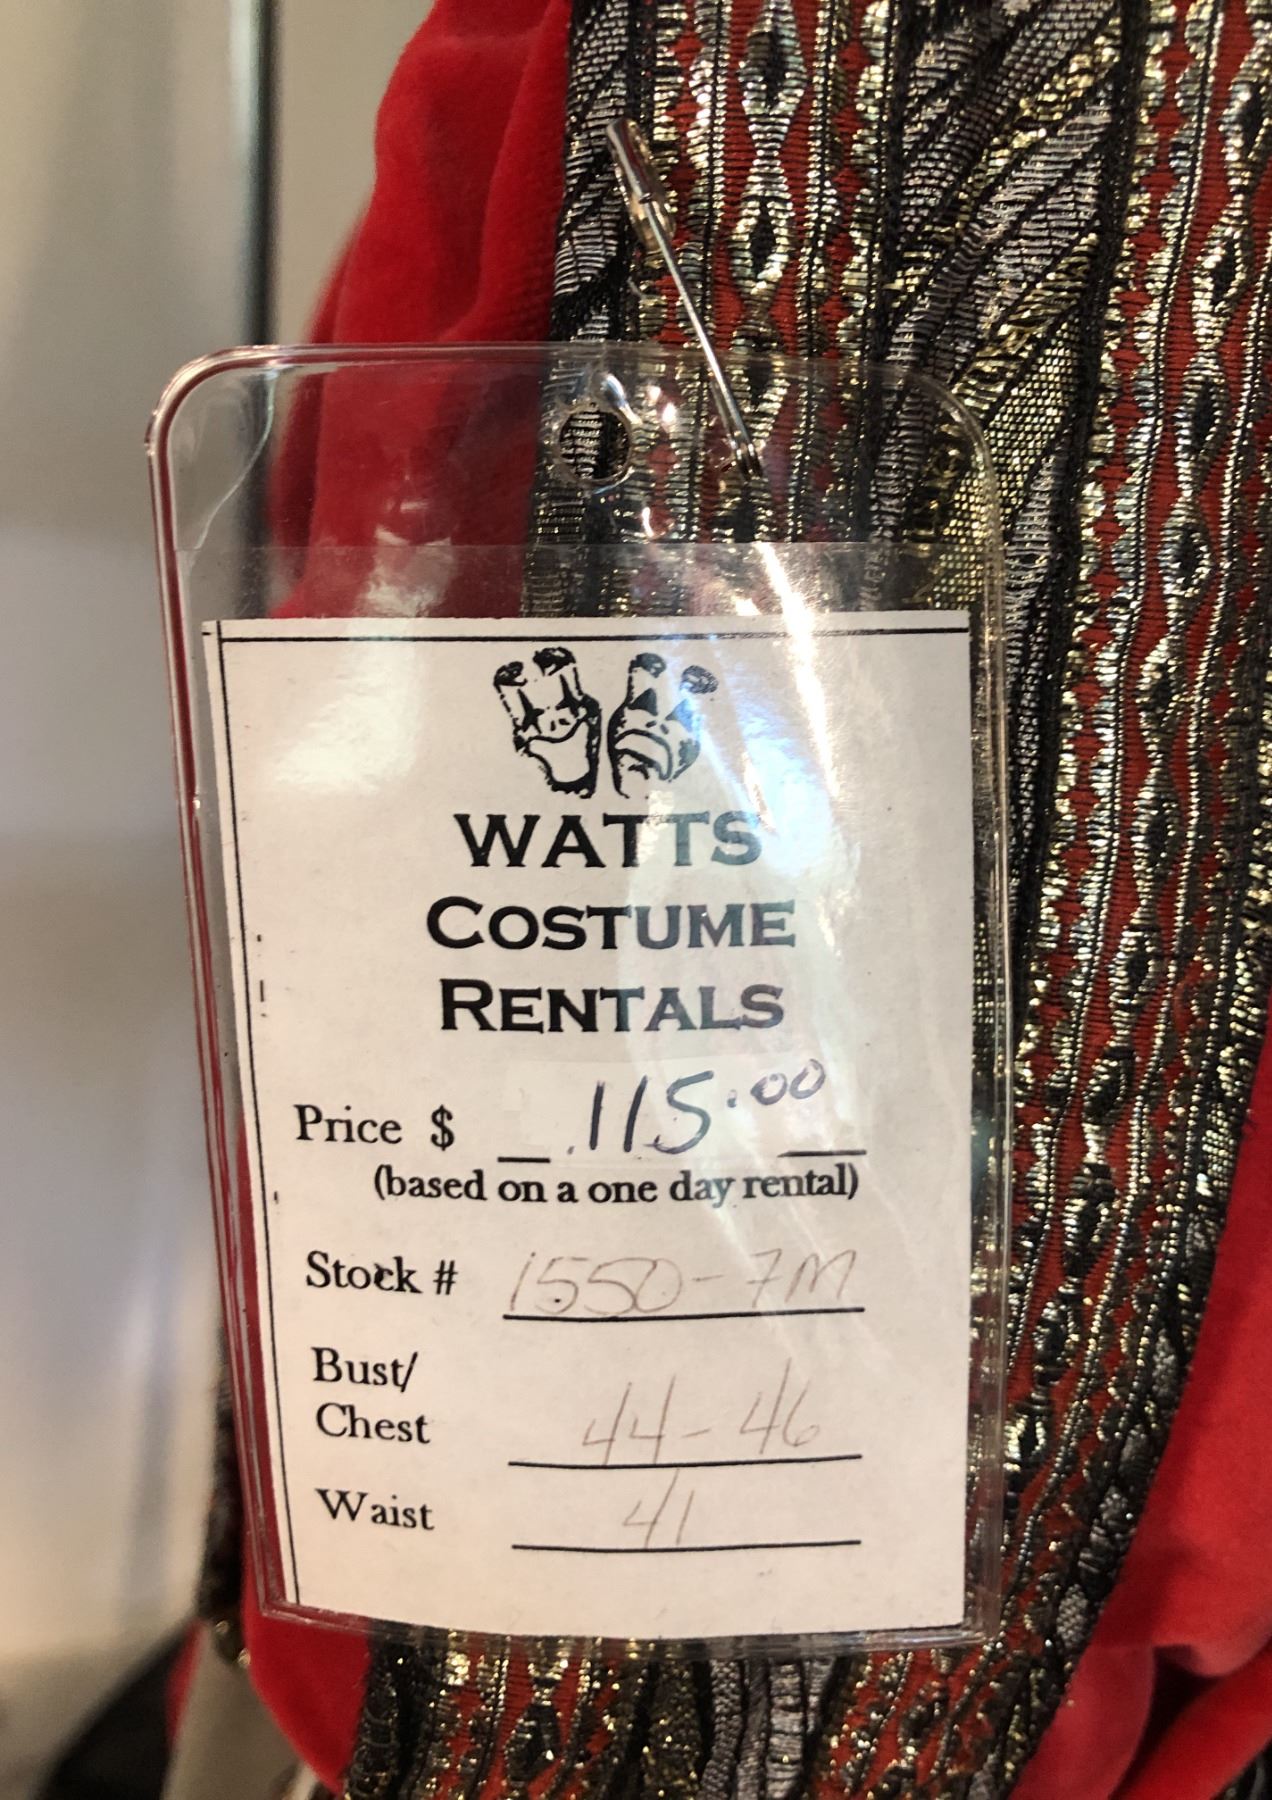 WATTS
COSTUME
RENTALS
Price $ 115.00
(based on a one day rental)
Stock # 1550-7M
Bust/
Chest 44-46
Waist 41